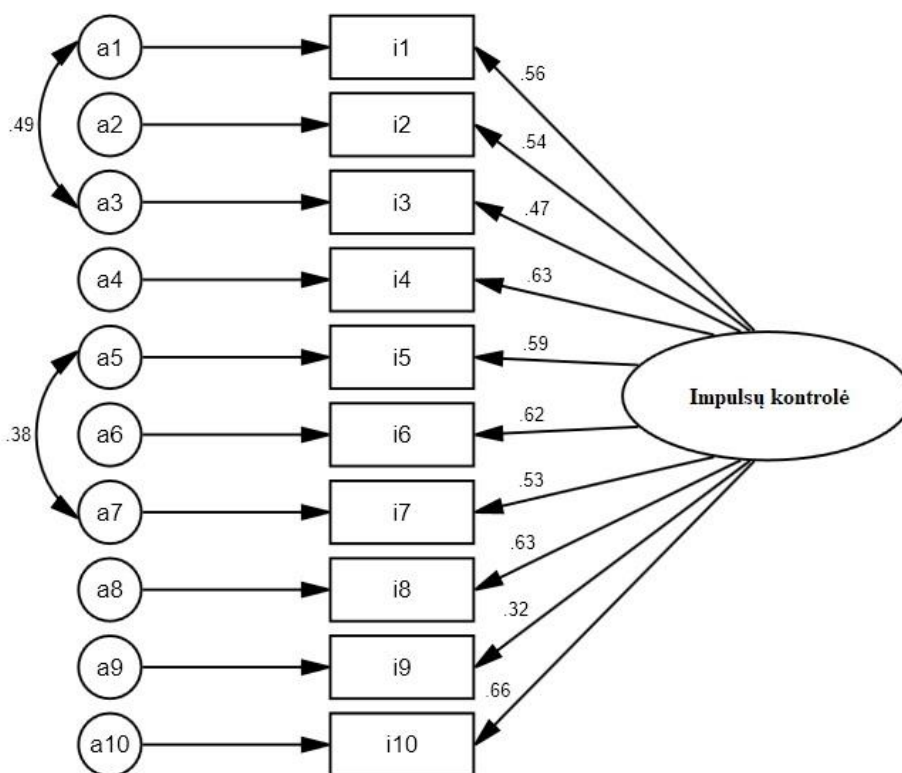 a1 i1 .56
.49 a2 i2 .54
a3 i3 .47
a4 i4 .63
a5 i5 .59
Impulsų kontrolė
.38 a6 i6 .62
a7 i7 .53
a8 i8 .63
a9 i9 .32
a10 i10 .66